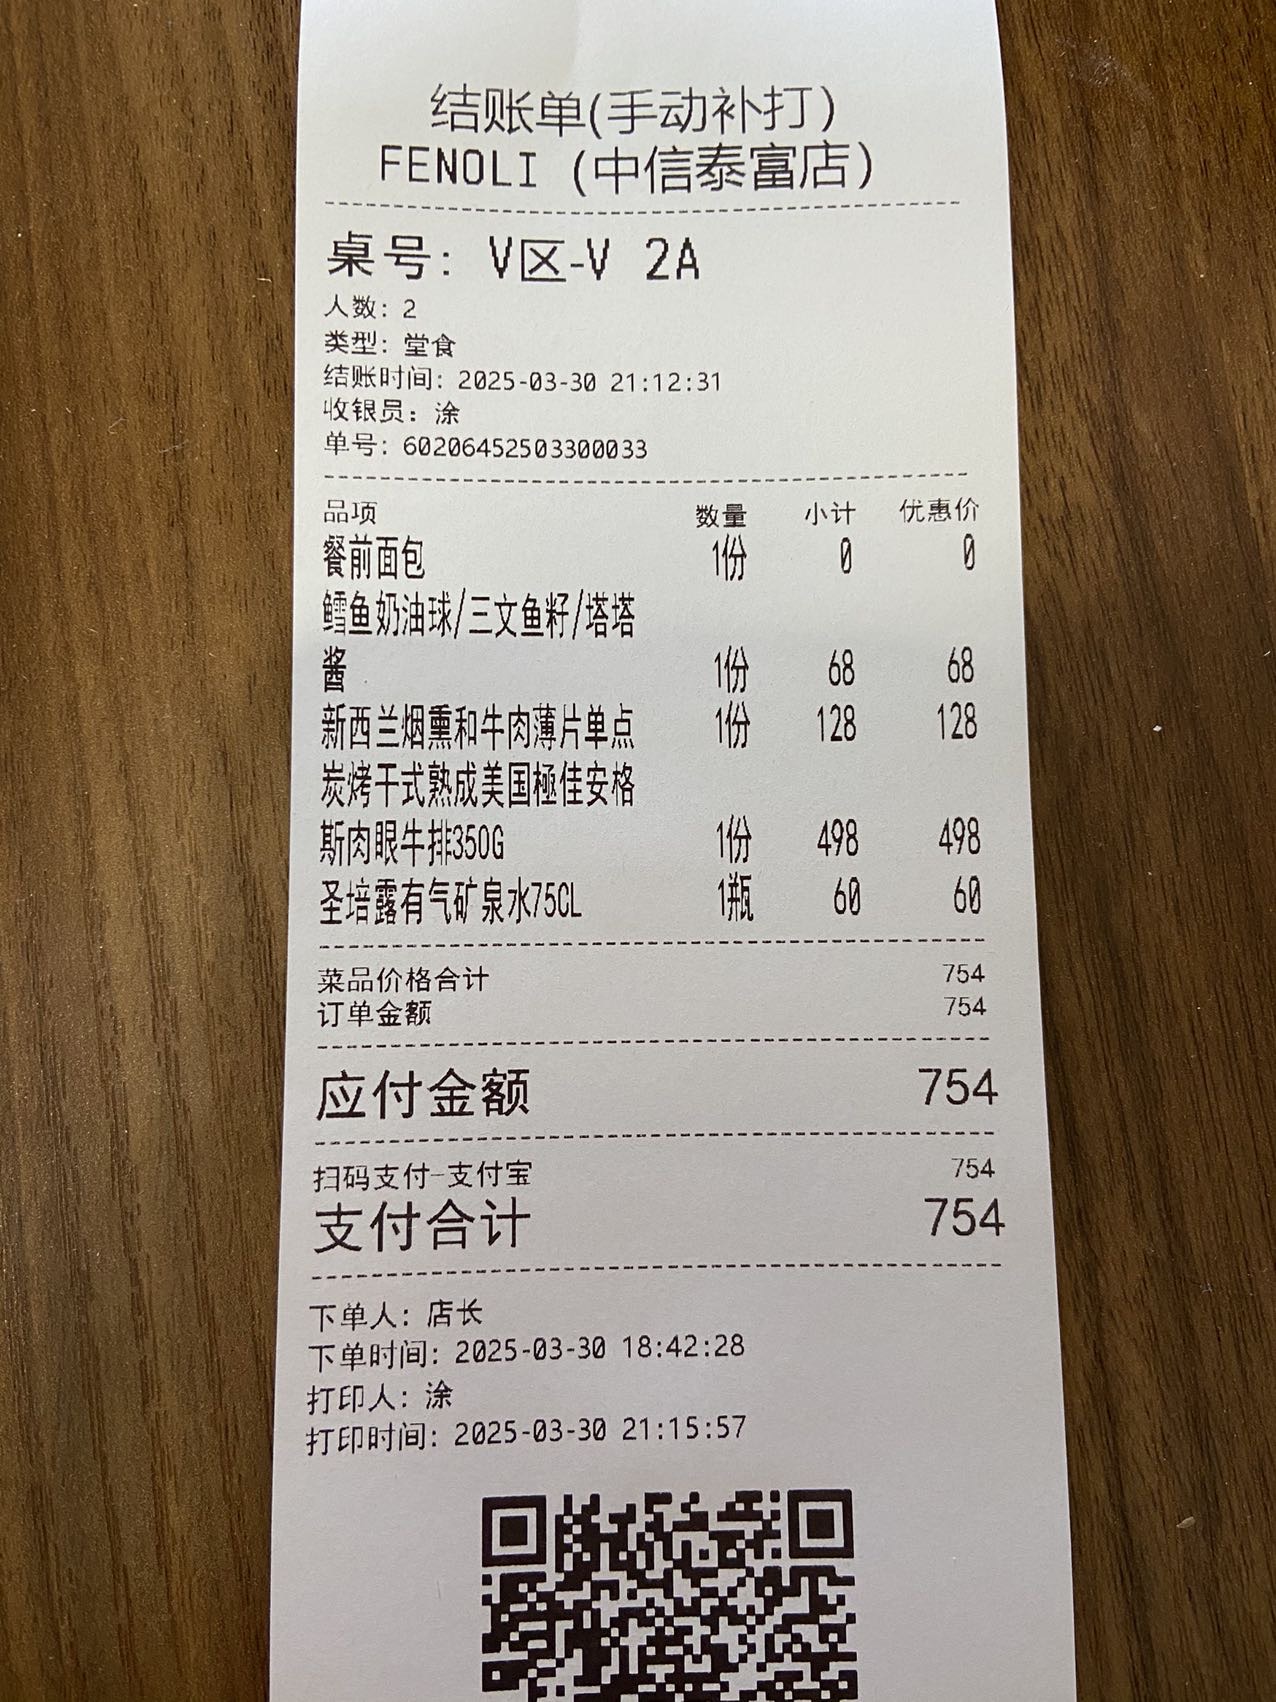 结账单(手动补打)
FENOLI (中信泰富店)
桌号: V区-V 2A
人数: 2
类型: 堂食
结账时间: 2025-03-30 21:12:31
收银员: 涂
单号: 60206452503300033
品项 数量 小计 优惠价
餐前面包 1份 0 0
鳕鱼奶油球/三文鱼籽/塔塔
酱 1份 68 68
新西兰烟熏和牛肉薄片单点 1份 128 128
炭烤干式熟成美国極佳安格
斯肉眼牛排350G 1份 498 498
圣培露有气矿泉水75CL 1瓶 60 60
菜品价格合计 754
订单金额 754
应付金额 754
扫码支付-支付宝 754
支付合计 754
下单人: 店长
下单时间: 2025-03-30 18:42:28
打印人: 涂
打印时间: 2025-03-30 21:15:57